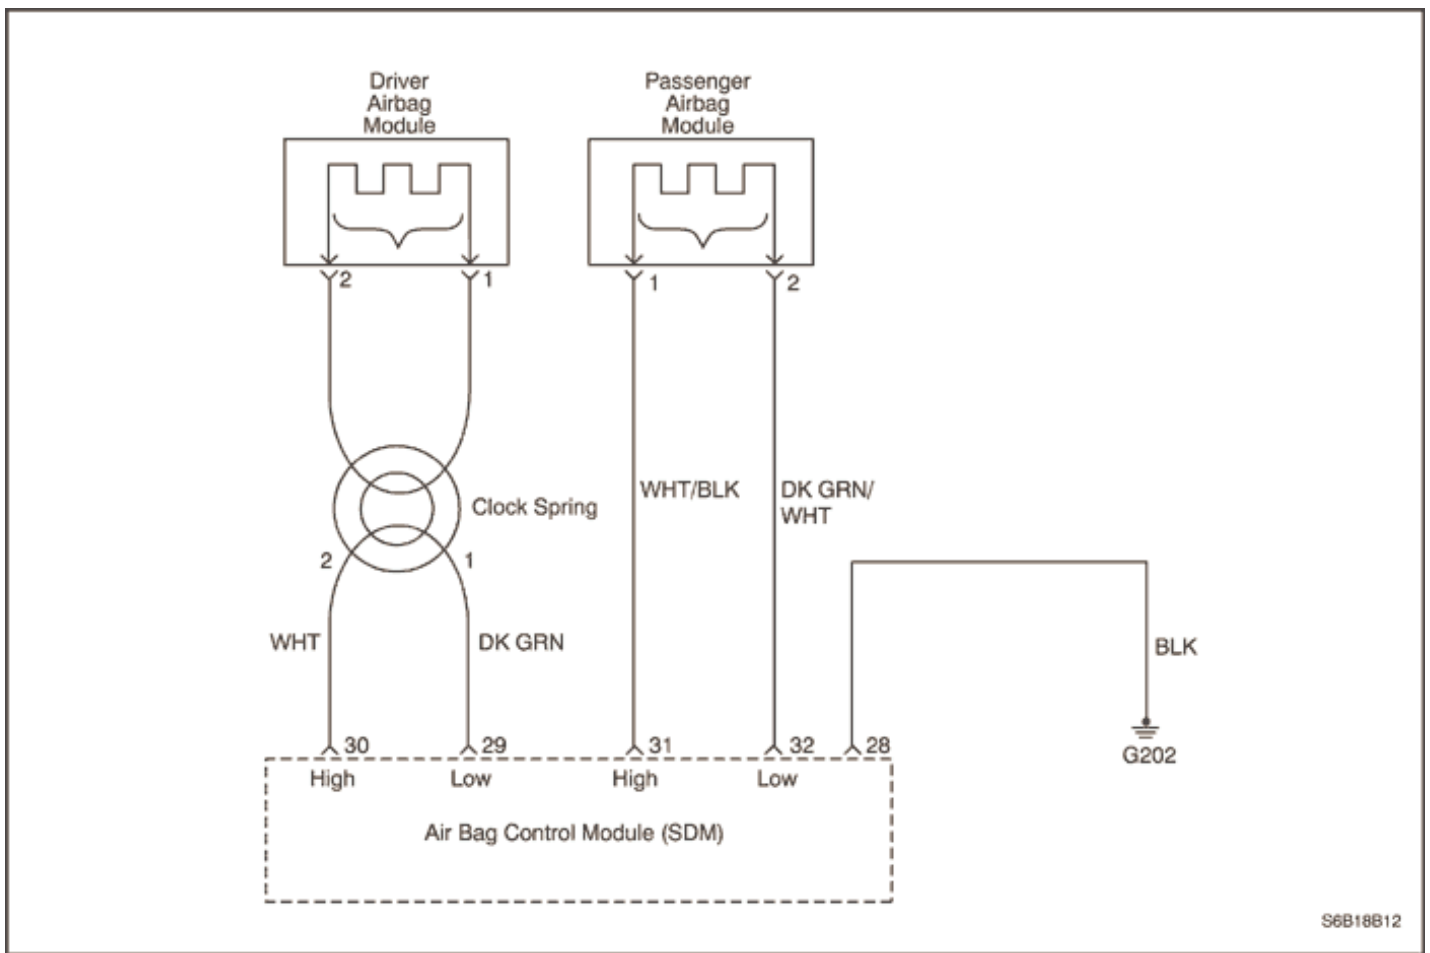 Driver
Airbag
Module
Passenger
Airbag
Module
2
1
1
2
WHT/BLK
DK GRN/
WHT
Clock Spring
2
1
WHT
DK GRN
BLK
30
29
31
32
28
G202
High
Low
High
Low
Air Bag Control Module (SDM)
S6B18B12